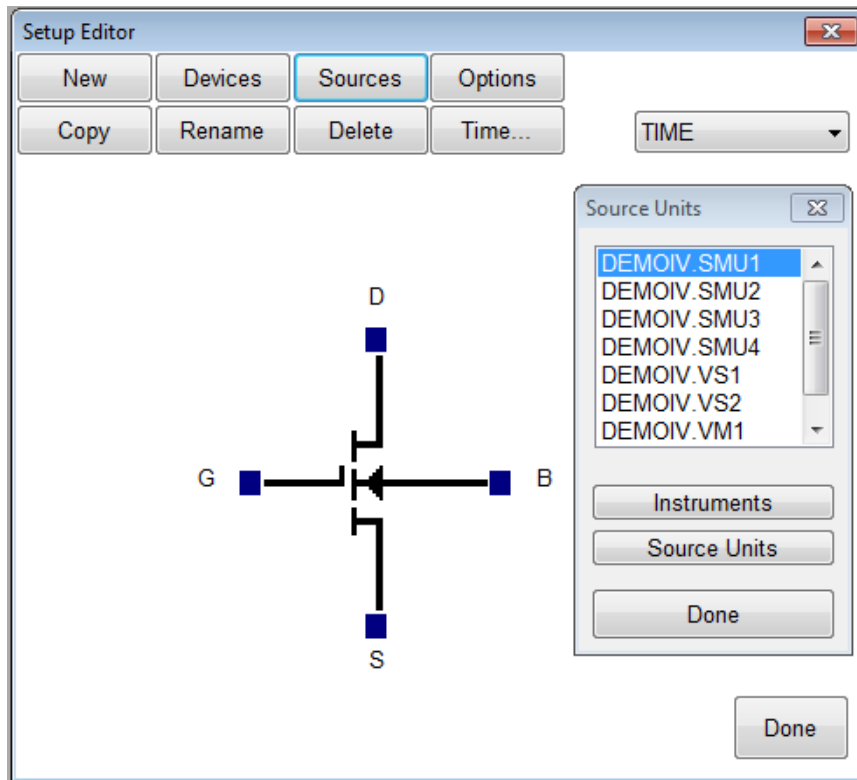 Setup Editor
New Devices Sources Options
Copy Rename Delete Time... TIME
Source Units
DEMOIV.SMU1
DEMOIV.SMU2
DEMOIV.SMU3
DEMOIV.SMU4
DEMOIV.VS1
DEMOIV.VS2
DEMOIV.VM1
D
G B
S
Instruments
Source Units
Done
Done